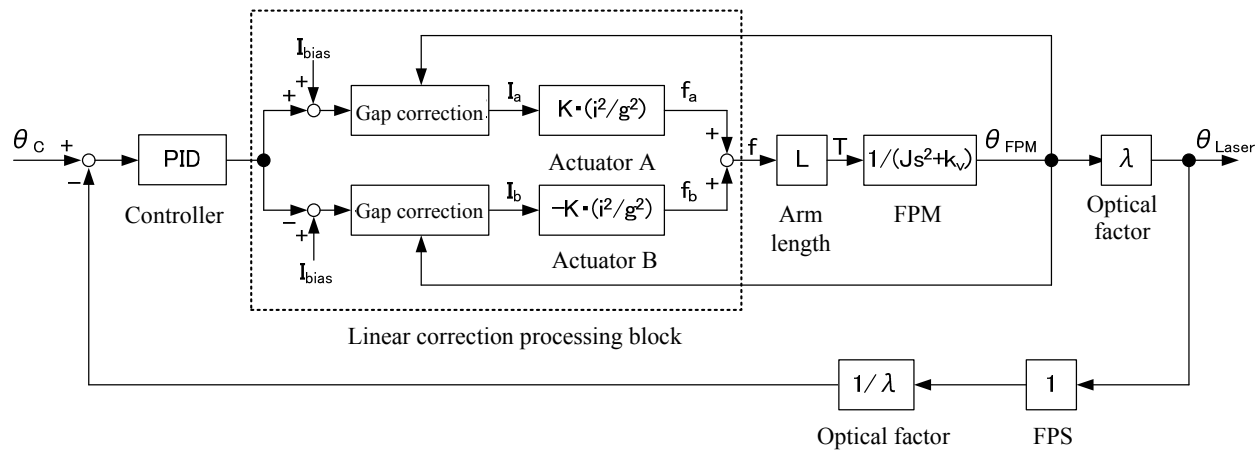 I_bias
+
+
Gap correction
I_a
K・(i²/g²)
f_a
Actuator A
+
θ_C
+
−
PID
Controller
f
+
L
Arm
length
T
1/(Js²+k_v)
FPM
θ_FPM
λ
Optical
factor
θ_Laser
−
+
I_bias
Gap correction
I_b
−K・(i²/g²)
f_b
Actuator B
Linear correction processing block
1/λ
Optical factor
1
FPS